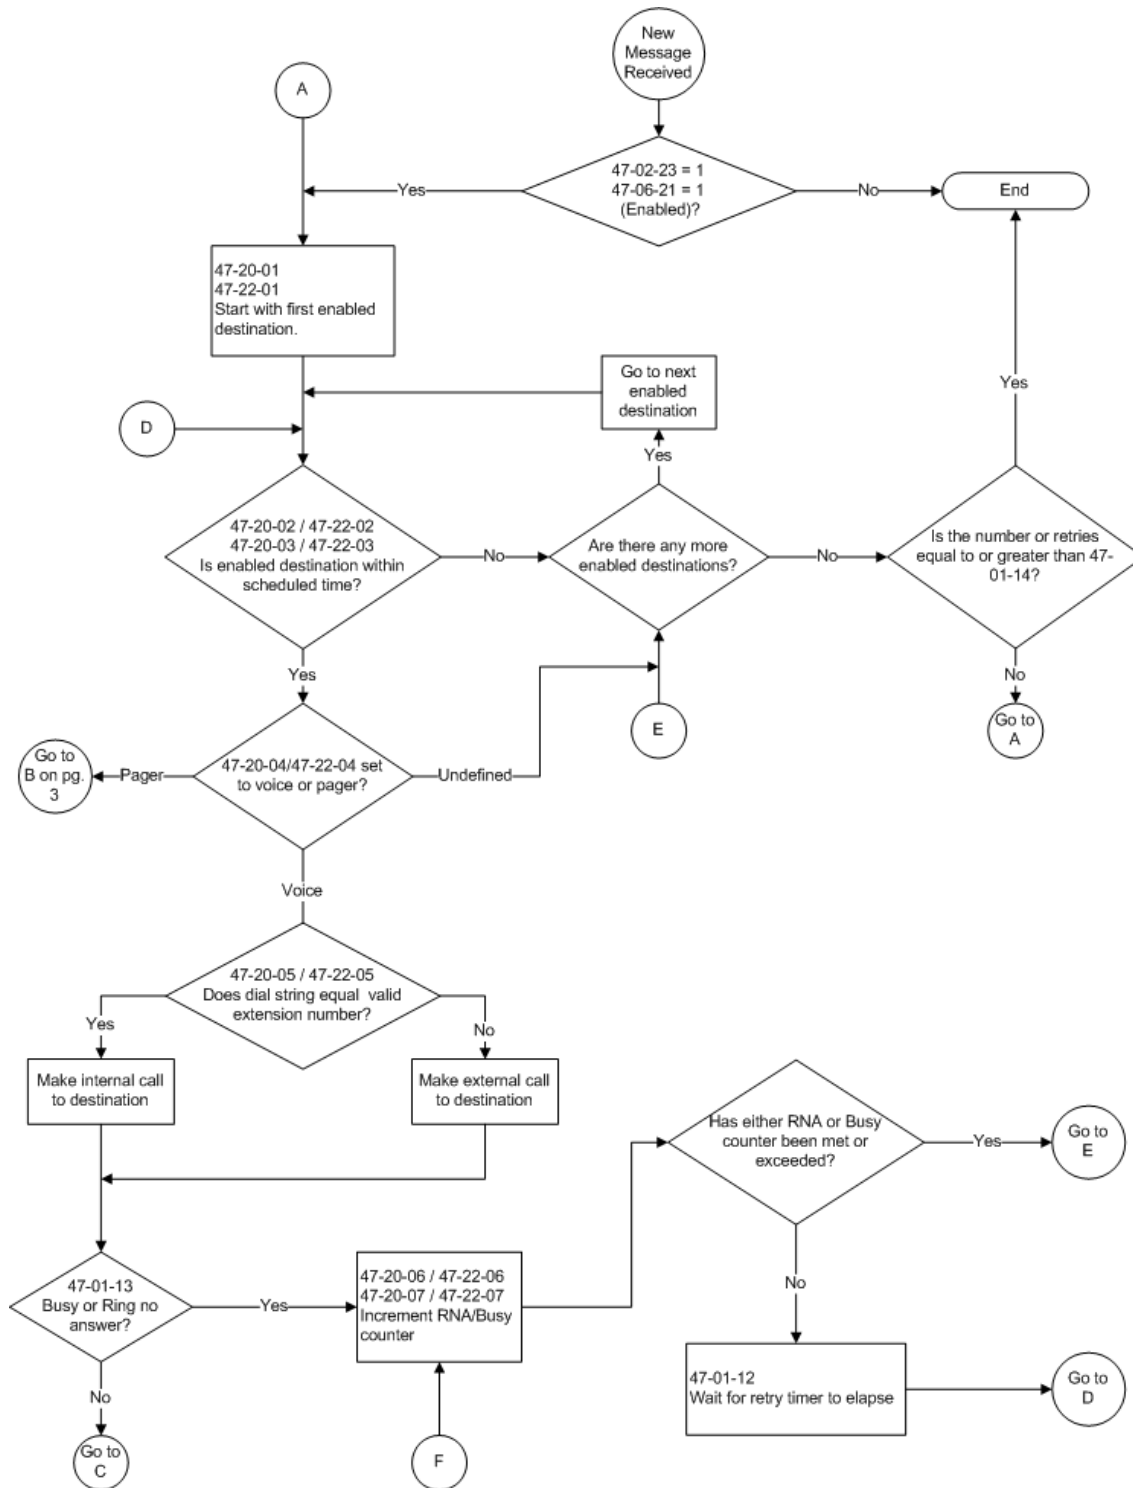 New
Message
Received
A
47-02-23 = 1
47-06-21 = 1
(Enabled)?
Yes
No
End
47-20-01
47-22-01
Start with first enabled
destination.
Go to next
enabled
destination
Yes
D
Yes
47-20-02 / 47-22-02
47-20-03 / 47-22-03
Is enabled destination within
scheduled time?
No
Are there any more
enabled destinations?
No
Is the number or retries
equal to or greater than 47-
01-14?
Yes
No
E
Go to
A
Go to
B on pg.
3
Pager
47-20-04/47-22-04 set
to voice or pager?
Undefined
Voice
47-20-05 / 47-22-05
Does dial string equal valid
extension number?
Yes
No
Make internal call
to destination
Make external call
to destination
Has either RNA or Busy
counter been met or
exceeded?
Yes
Go to
E
47-01-13
Busy or Ring no
answer?
Yes
47-20-06 / 47-22-06
47-20-07 / 47-22-07
Increment RNA/Busy
counter
No
47-01-12
Wait for retry timer to elapse
Go to
D
No
Go to
C
F